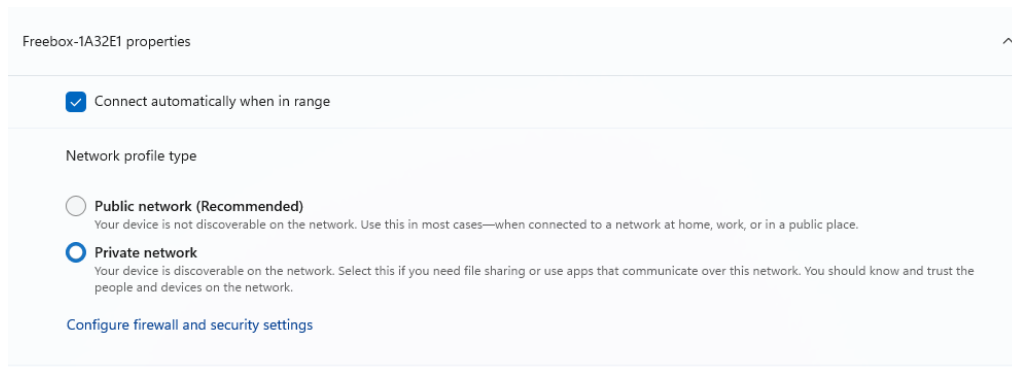 Freebox-1A32E1 properties
Connect automatically when in range
Network profile type
Public network (Recommended)
Your device is not discoverable on the network. Use this in most cases—when connected to a network at home, work, or in a public place.
Private network
Your device is discoverable on the network. Select this if you need file sharing or use apps that communicate over this network. You should know and trust the
people and devices on the network.
Configure firewall and security settings